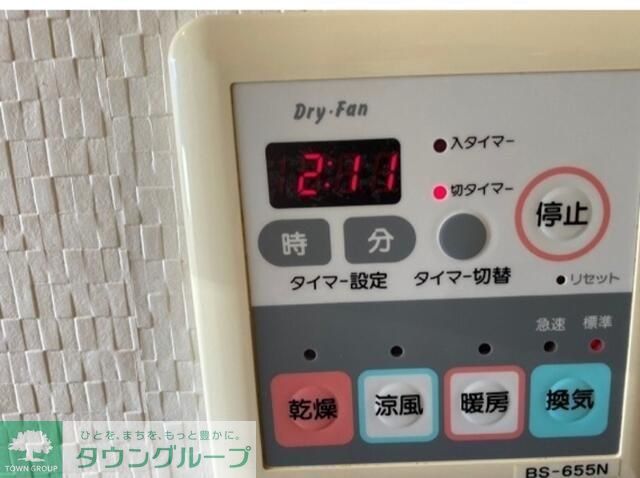 Dry・Fan
2:11
入タイマー
切タイマー
停止
時 分
タイマー設定 タイマー切替
リセット
急速 標準
乾燥 涼風 暖房 換気
BS-655N
ひとを、まちを、もっと豊かに。
タウングループ
TOWN GROUP